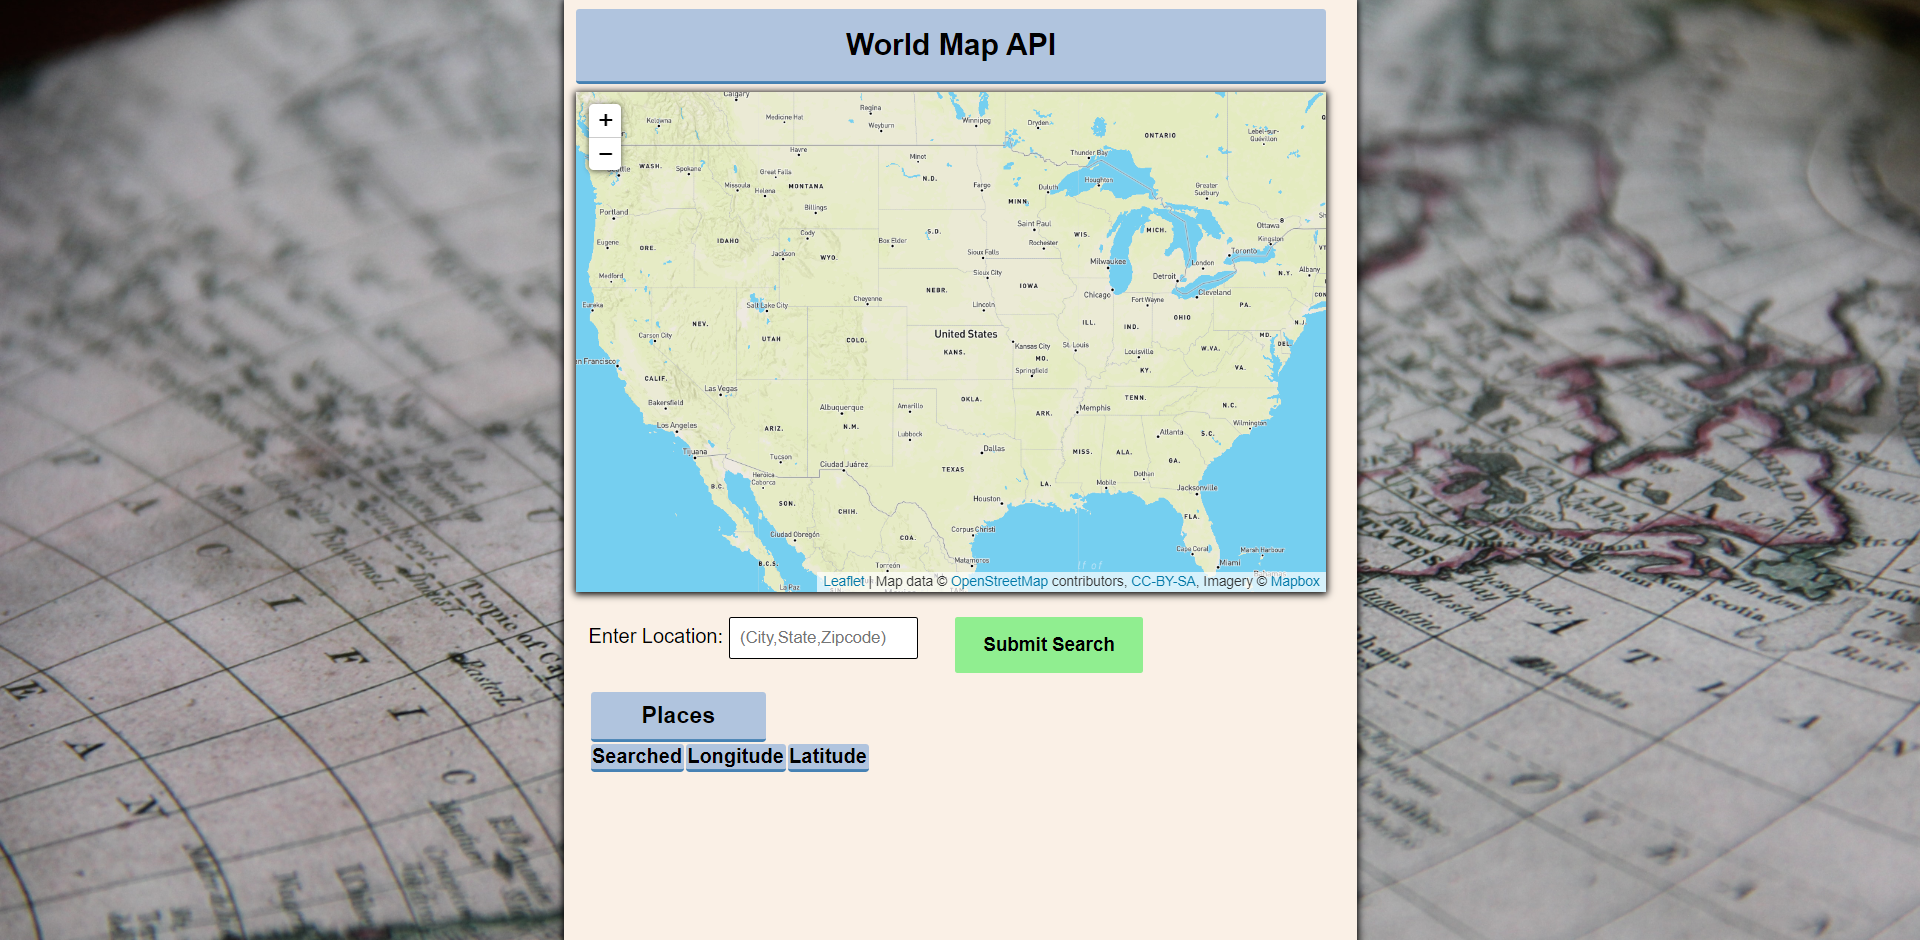 World Map API
+
−
Calgary
Kelowna
Medicine Hat
Regina
Weyburn
Winnipeg
Dryden
ONTARIO
Lebel-sur-
Quévillon
Thunder Bay
WASH.
Spokane
Havre
Minot
Great Falls
Missoula
Helena
MONTANA
N.D.
Fargo
Duluth
Houghton
Greater
Sudbury
Portland
Billings
MINN.
Saint Paul
Ottawa
Eugene
ORE.
IDAHO
Cody
Box Elder
S.D.
Rochester
WIS.
MICH.
Kingston
Jackson
WYO.
Sioux Falls
Milwaukee
London
Toronto
Medford
Sioux City
Detroit
N.Y.
Albany
Eureka
Salt Lake City
Cheyenne
NEBR.
Lincoln
IOWA
Chicago
Fort Wayne
Cleveland
PA.
NEV.
Carson City
UTAH
COLO.
United States
KANS.
Kansas City
MO.
St. Louis
ILL.
IND.
OHIO
Louisville
W.VA.
MD.
DEL.
N.J.
CALIF.
Las Vegas
Springfield
KY.
VA.
Bakersfield
Albuquerque
Amarillo
OKLA.
ARK.
Memphis
TENN.
N.C.
Los Angeles
ARIZ.
N.M.
Lubbock
Dallas
Atlanta
S.C.
Wilmington
Tijuana
Tucson
Ciudad Juárez
TEXAS
MISS.
ALA.
GA.
B.C.
Heroica
Caborca
LA.
Mobile
Dothan
Jacksonville
SON.
CHIH.
Houston
FLA.
Ciudad Obregón
COA.
Corpus Christi
Cape Coral
Marsh Harbour
B.C.S.
Torreón
Matamoros
Miami
La Paz
Leaflet | Map data © OpenStreetMap contributors, CC-BY-SA, Imagery © Mapbox
Enter Location: (City,State,Zipcode)
Submit Search
Places
Searched Longitude Latitude
Tropic of